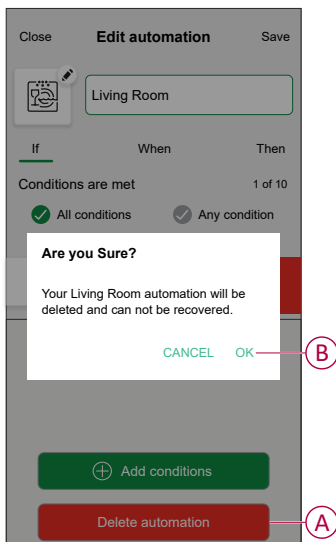 Close Edit automation Save
Living Room
If When Then
Conditions are met 1 of 10
All conditions Any condition
Are you Sure?
Your Living Room automation will be
deleted and can not be recovered.
CANCEL OK
B
Add conditions
Delete automation
A